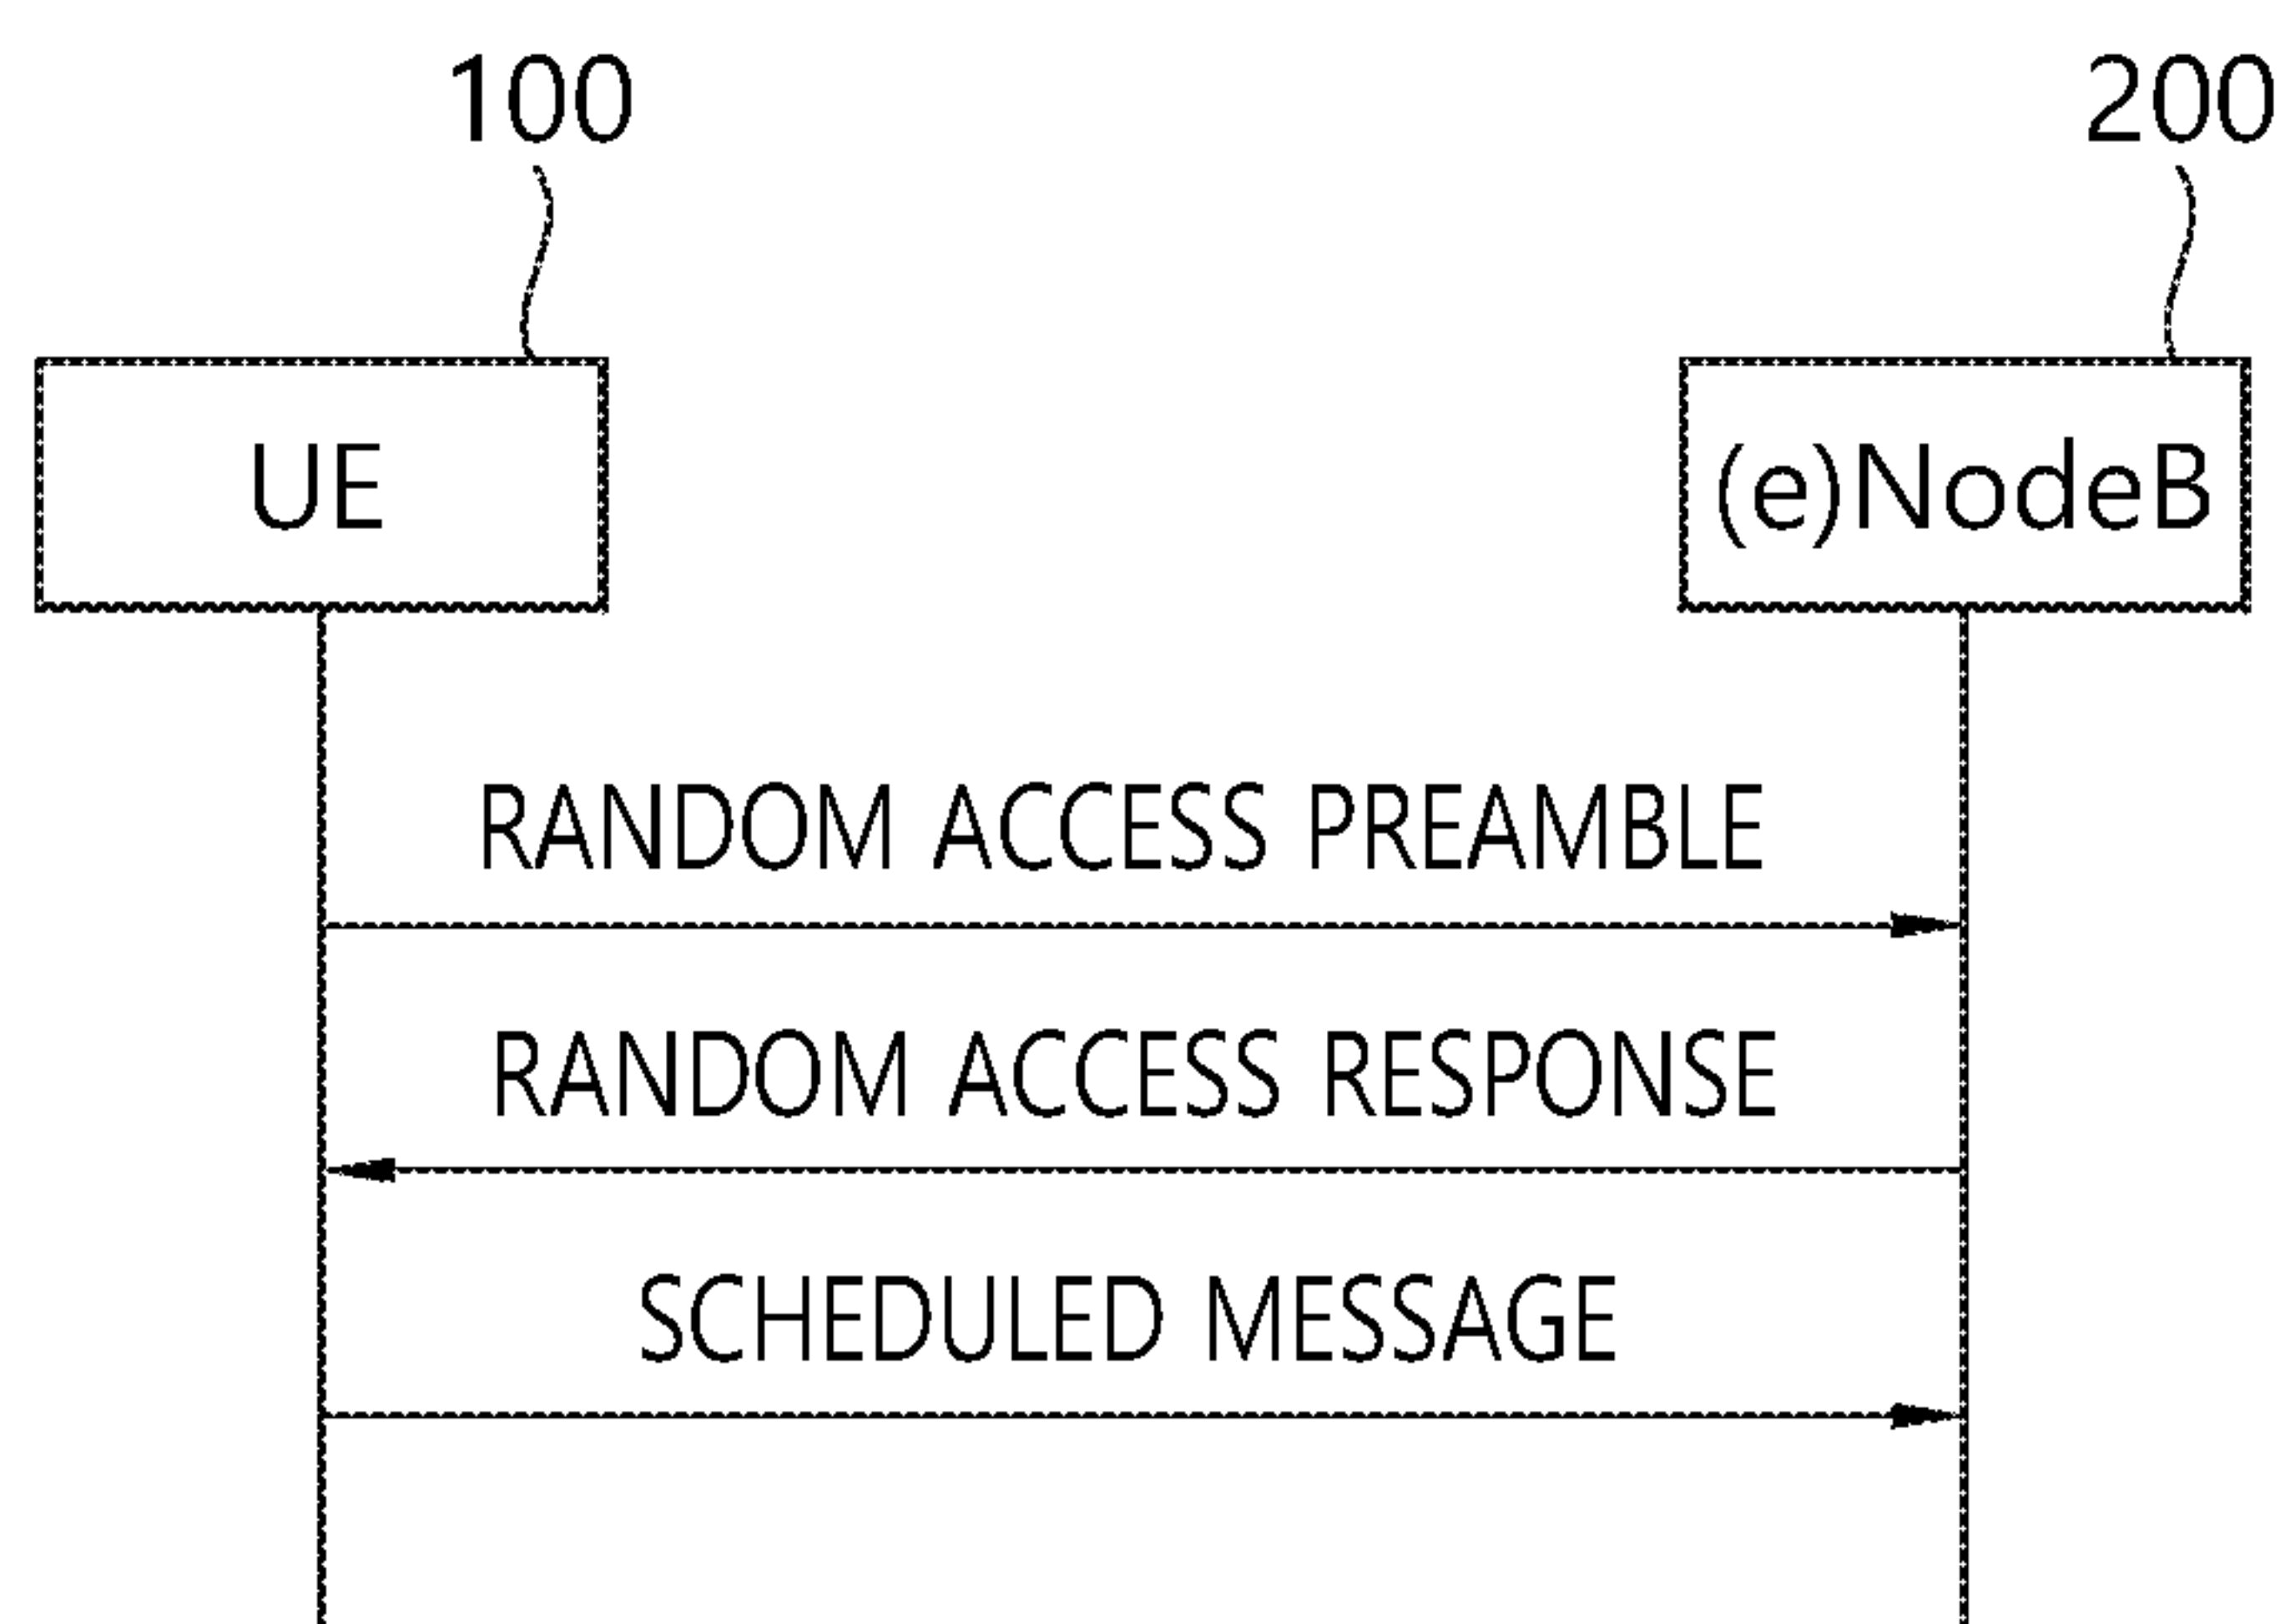 100
200
UE
(e)NodeB
RANDOM ACCESS PREAMBLE
RANDOM ACCESS RESPONSE
SCHEDULED MESSAGE